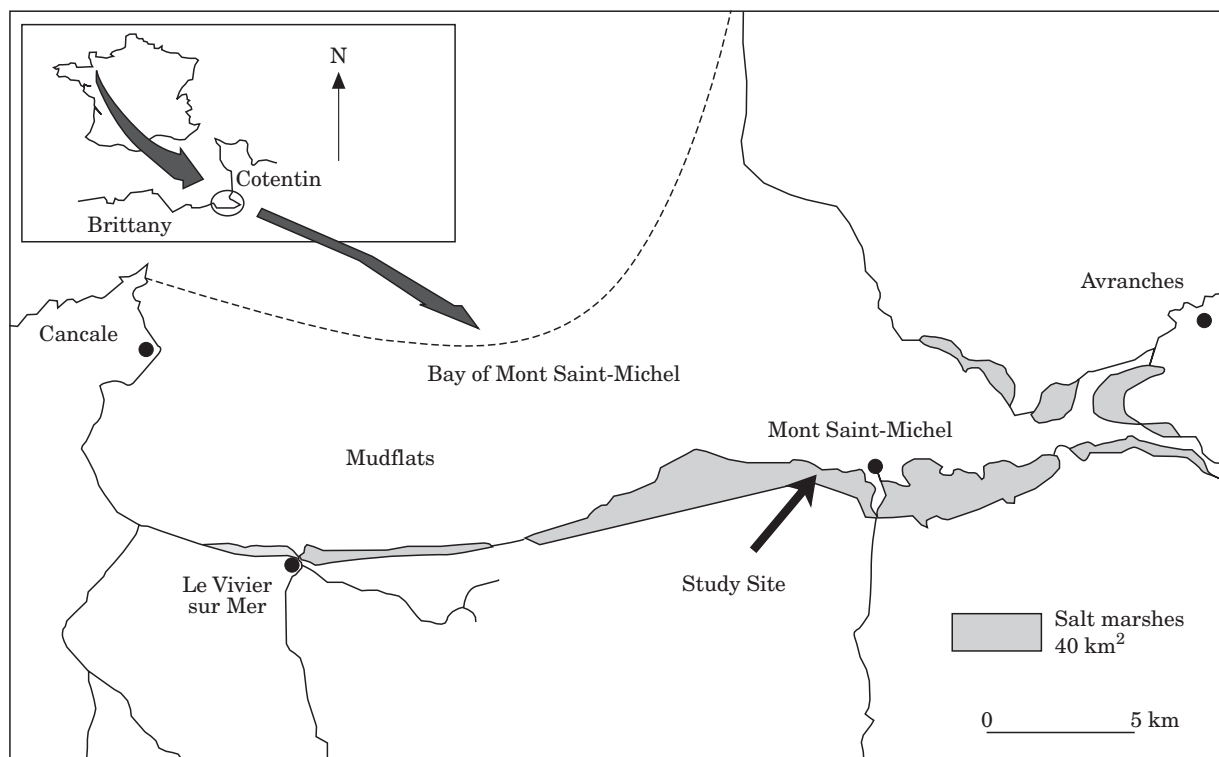 N
Cotentin
Brittany
Avranches
Cancale
Bay of Mont Saint-Michel
Mont Saint-Michel
Mudflats
Study Site
Le Vivier
sur Mer
Salt marshes
40 km²
0 5 km